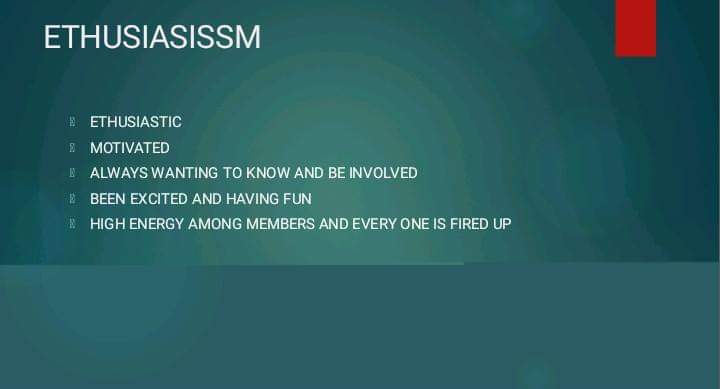 ETHUSIASISSM
ETHUSIASTIC
MOTIVATED
ALWAYS WANTING TO KNOW AND BE INVOLVED
BEEN EXCITED AND HAVING FUN
HIGH ENERGY AMONG MEMBERS AND EVERY ONE IS FIRED UP